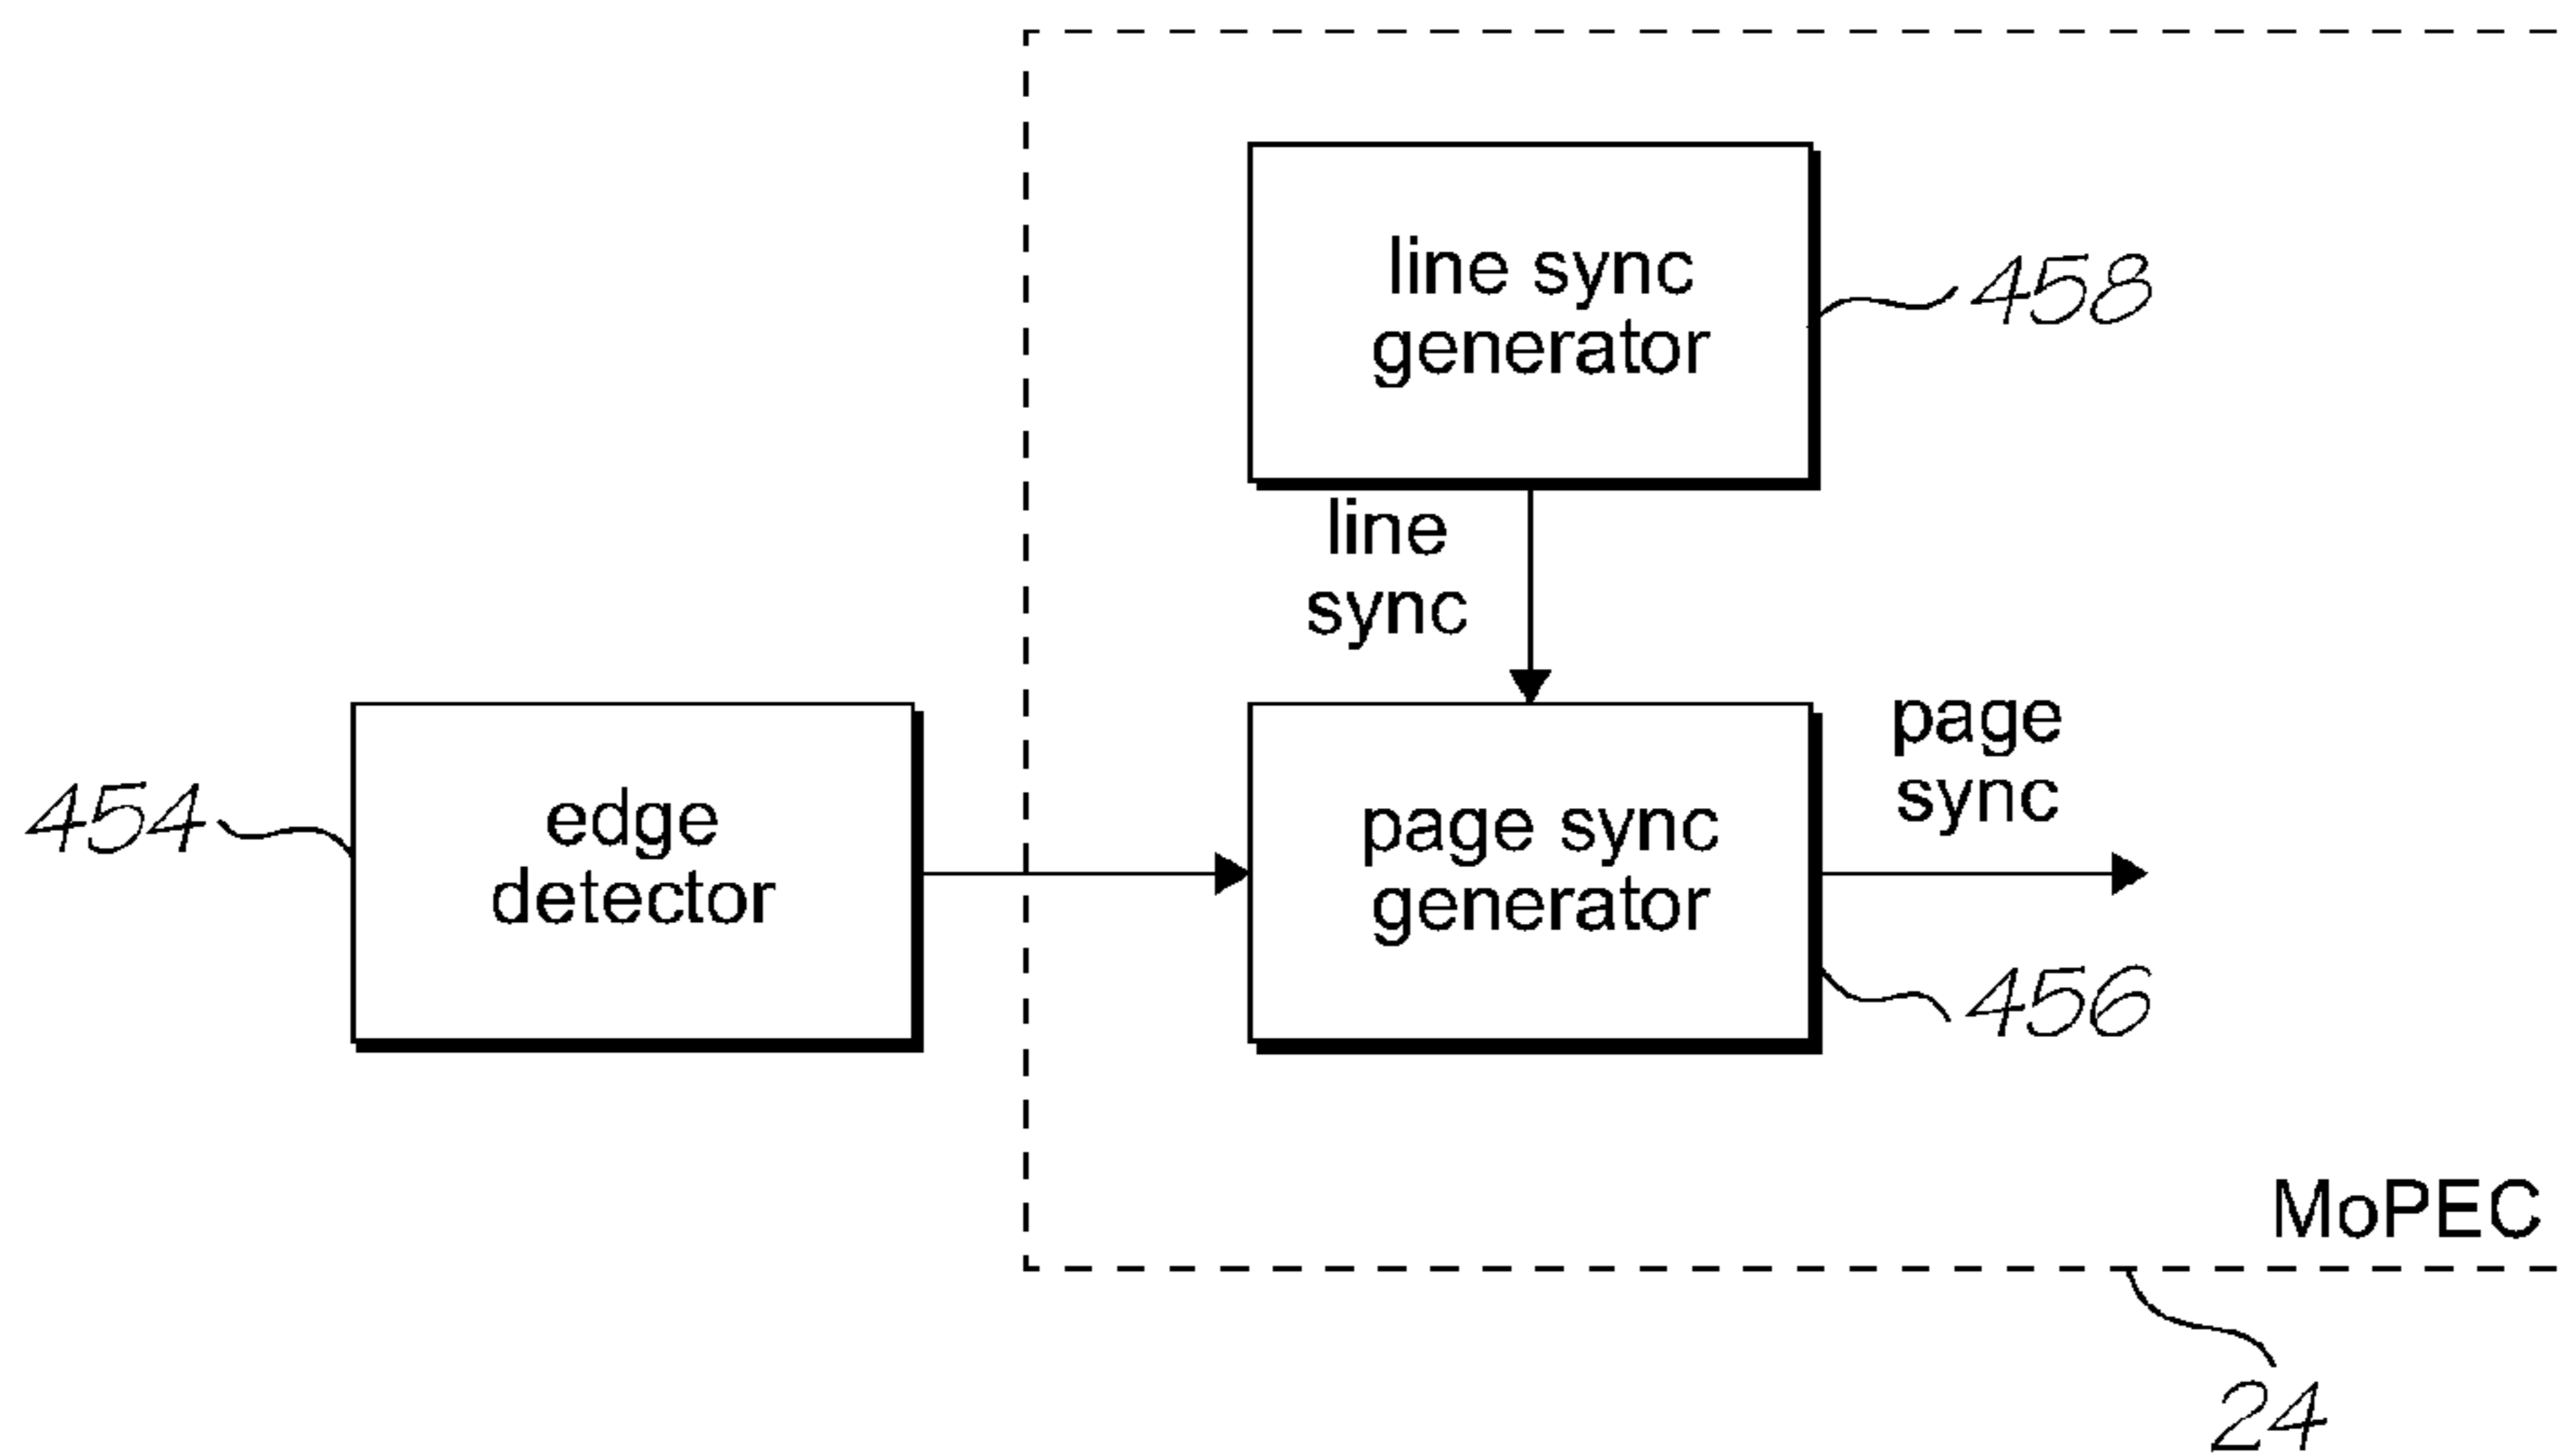 line sync
generator
458
line
sync
page
sync
454
edge
detector
page sync
generator
456
MoPEC
24